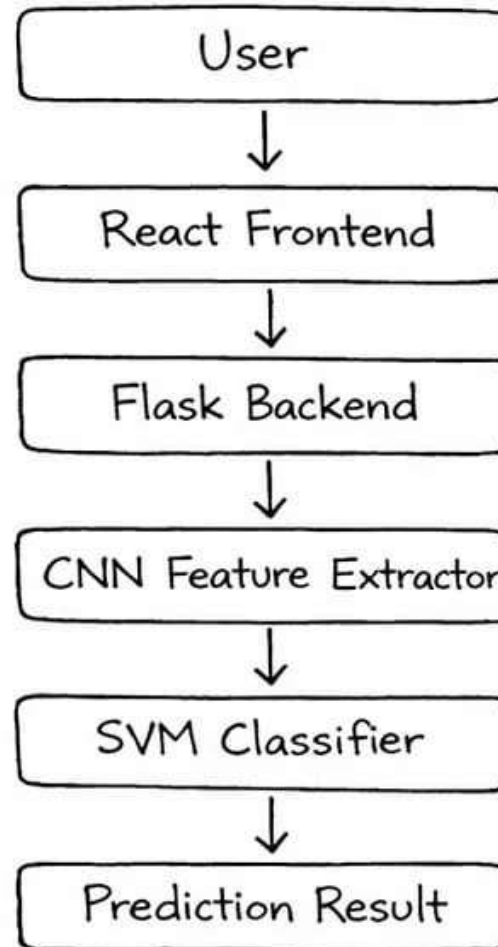 User
React Frontend
Flask Backend
CNN Feature Extractor
SVM Classifier
Prediction Result